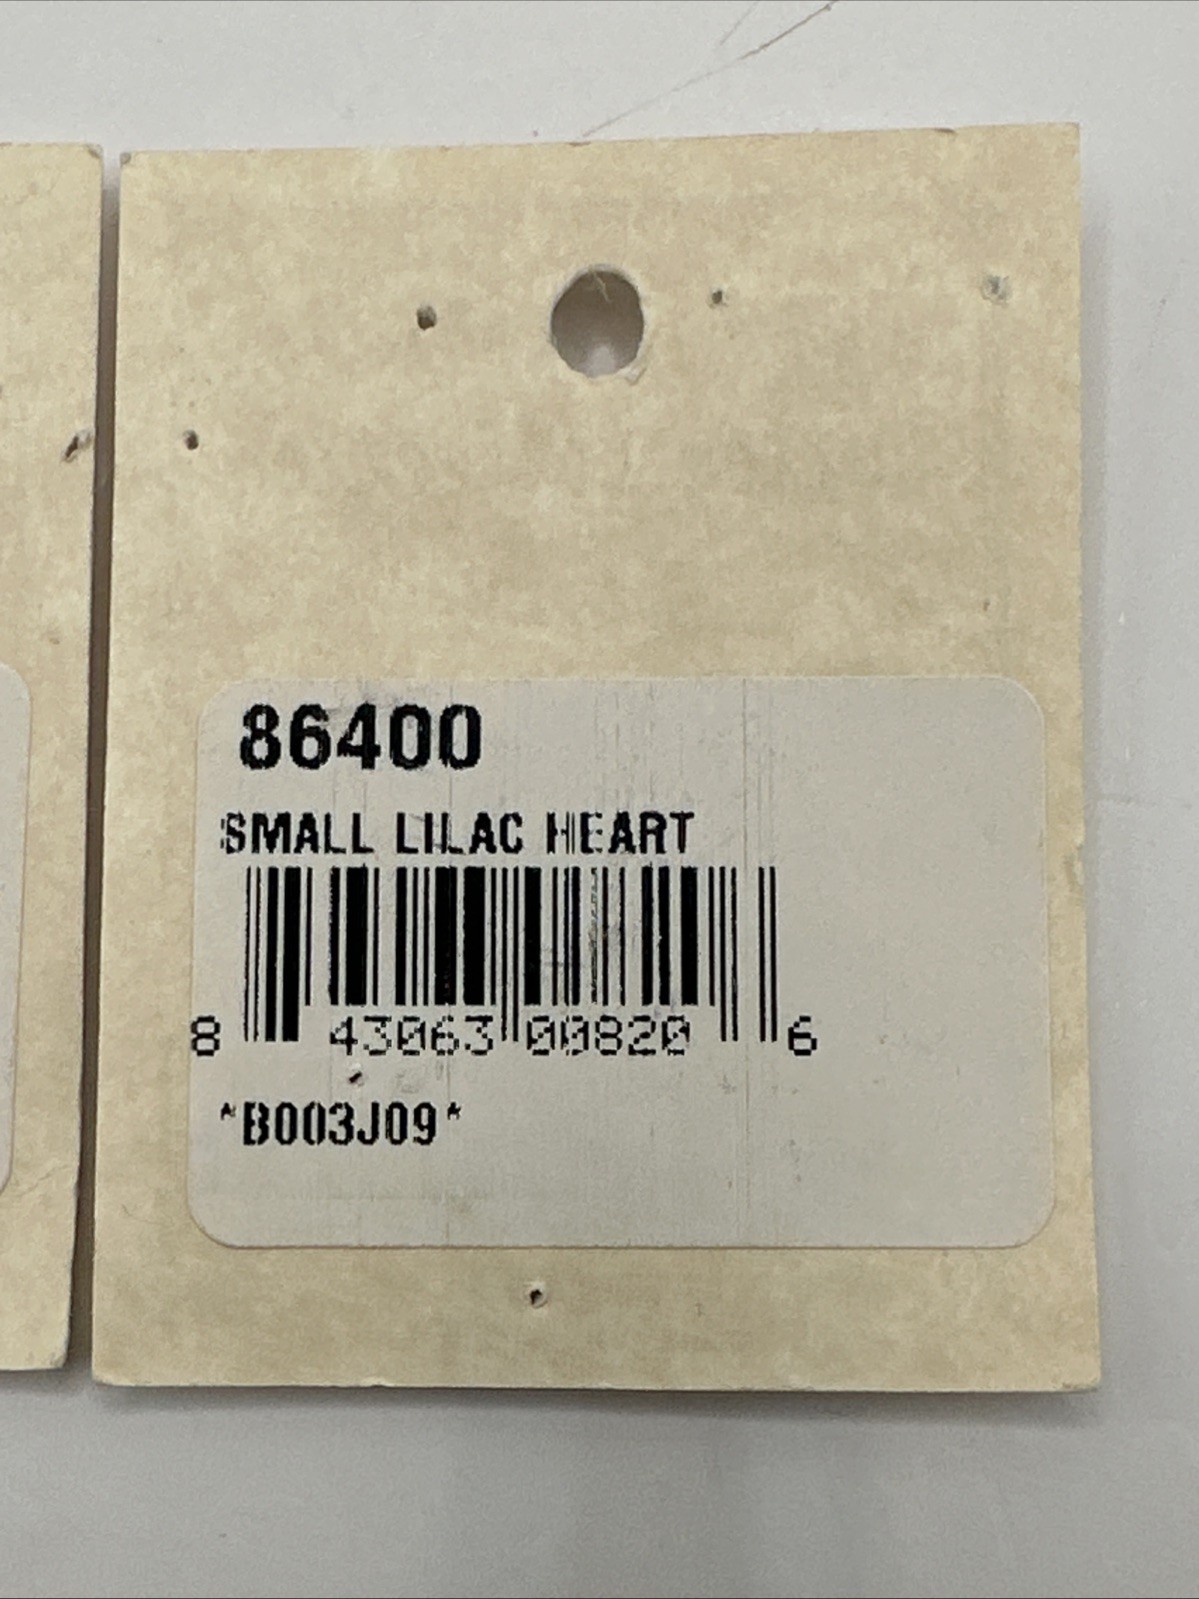 86400
SMALL LILAC HEART
8 43063 00820 6
*B003J09*